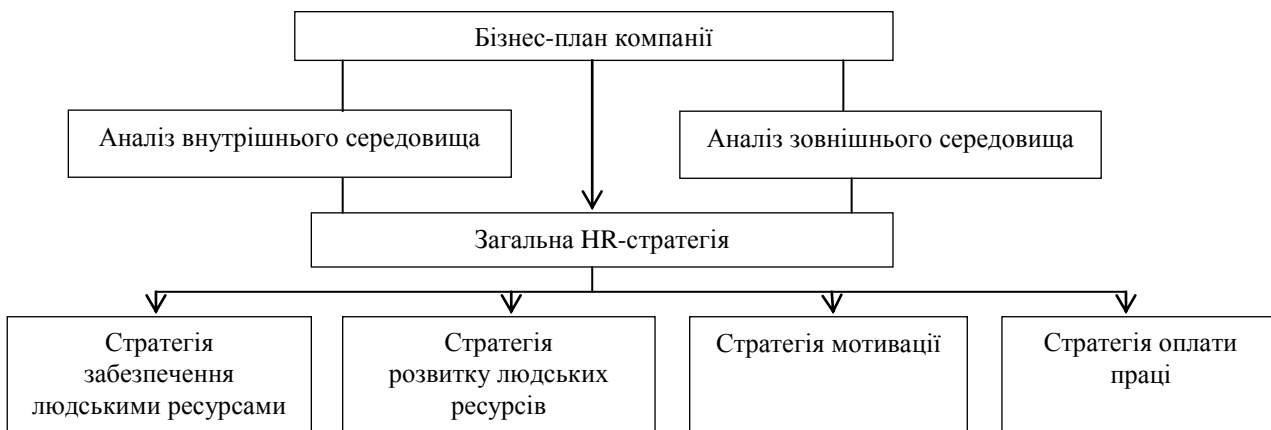 Бізнес-план компанії
Аналіз внутрішнього середовища
Аналіз зовнішнього середовища
Загальна HR-стратегія
Стратегія
забезпечення
людськими ресурсами
Стратегія
розвитку людських
ресурсів
Стратегія мотивації
Стратегія оплати
праці